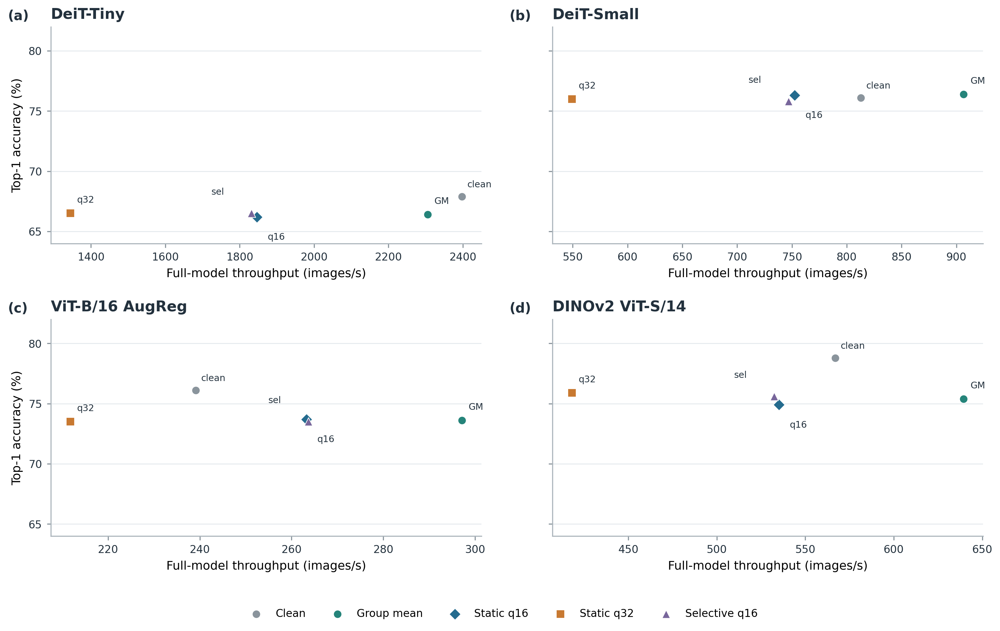 (a) DeiT-Tiny
Top-1 accuracy (%)
80
75
70
65
q32
sel
q16
GM
clean
1400 1600 1800 2000 2200 2400
Full-model throughput (images/s)
(b) DeiT-Small
q32
sel
q16
clean
GM
550 600 650 700 750 800 850 900
Full-model throughput (images/s)
(c) ViT-B/16 AugReg
Top-1 accuracy (%)
80
75
70
65
q32
clean
sel
q16
GM
220 240 260 280 300
Full-model throughput (images/s)
(d) DINOv2 ViT-S/14
q32
sel
q16
clean
GM
450 500 550 600 650
Full-model throughput (images/s)
Clean Group mean Static q16 Static q32 Selective q16